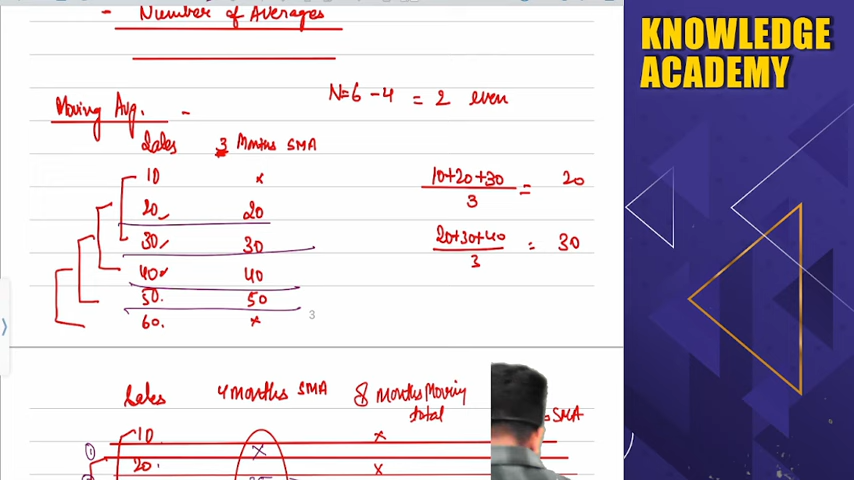 - Number of Averages
KNOWLEDGE
ACADEMY
N=6-4 = 2 even
Moving Avg. -
Sales 3 Months SMA
10 x
20 20
30 30
40 40
50 50
60 x
10+20+30 / 3 = 20
20+30+40 / 3 = 30
3
Sales 4 months SMA 8 Months Moving total SMA
10 x
① x
20 x